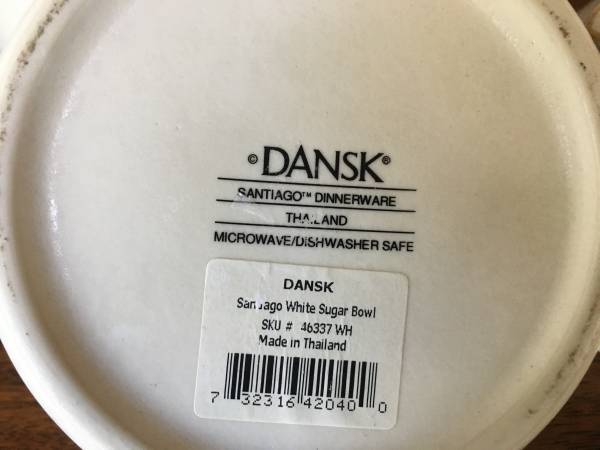 ©DANSK®
SANTIAGO™ DINNERWARE
THAILAND
MICROWAVE/DISHWASHER SAFE
DANSK
Santiago White Sugar Bowl
SKU # 46337 WH
Made in Thailand
7 32316 42040 0